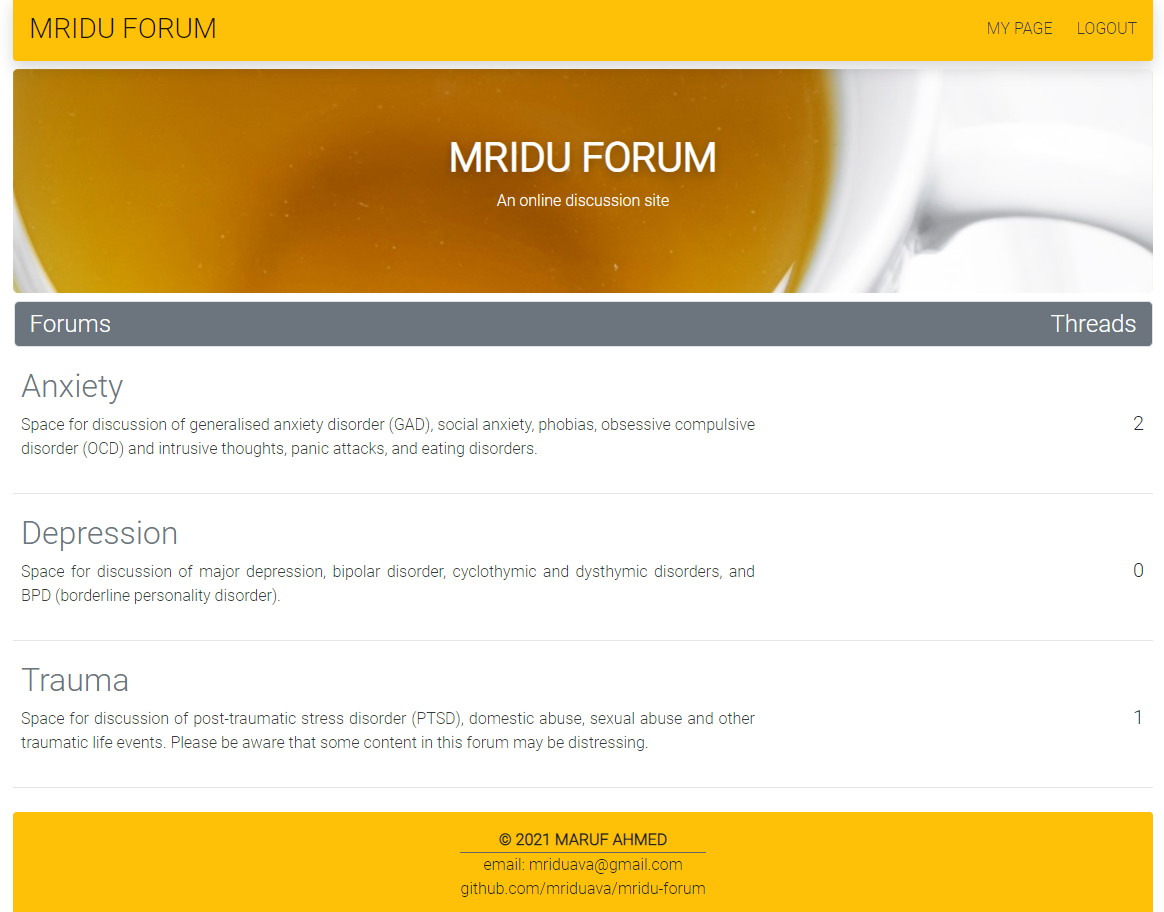 MRIDU FORUM
MY PAGE LOGOUT
MRIDU FORUM
An online discussion site
Forums Threads
Anxiety
Space for discussion of generalised anxiety disorder (GAD), social anxiety, phobias, obsessive compulsive
disorder (OCD) and intrusive thoughts, panic attacks, and eating disorders.
2
Depression
Space for discussion of major depression, bipolar disorder, cyclothymic and dysthymic disorders, and
BPD (borderline personality disorder).
0
Trauma
Space for discussion of post-traumatic stress disorder (PTSD), domestic abuse, sexual abuse and other
traumatic life events. Please be aware that some content in this forum may be distressing.
1
© 2021 MARUF AHMED
email: mriduava@gmail.com
github.com/mriduava/mridu-forum